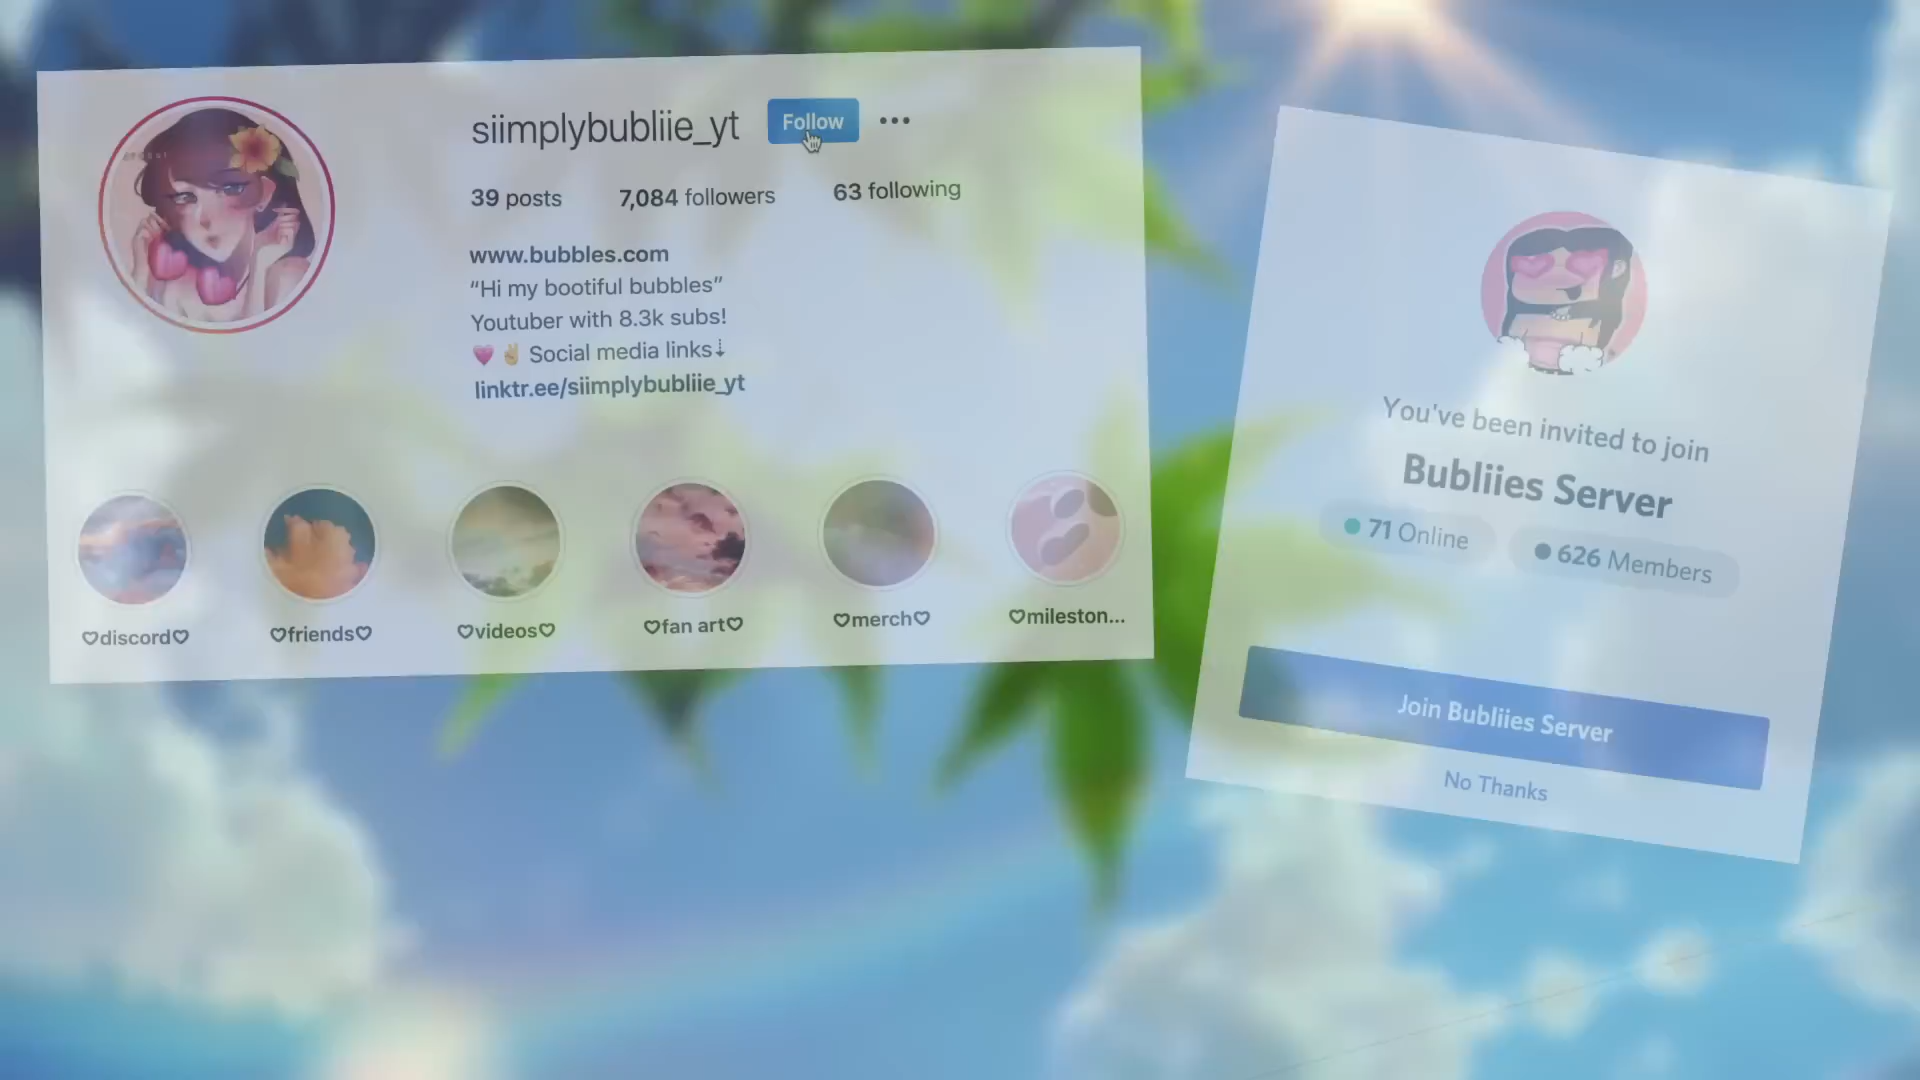 siimplybubliie_yt Follow •••
39 posts 7,084 followers 63 following
www.bubbles.com
“Hi my bootiful bubbles”
Youtuber with 8.3k subs!
💗✌🏼 Social media links⇣
linktr.ee/siimplybubliie_yt
♡discord♡ ♡friends♡ ♡videos♡ ♡fan art♡ ♡merch♡ ♡mileston...
You've been invited to join
Bubliies Server
71 Online 626 Members
Join Bubliies Server
No Thanks